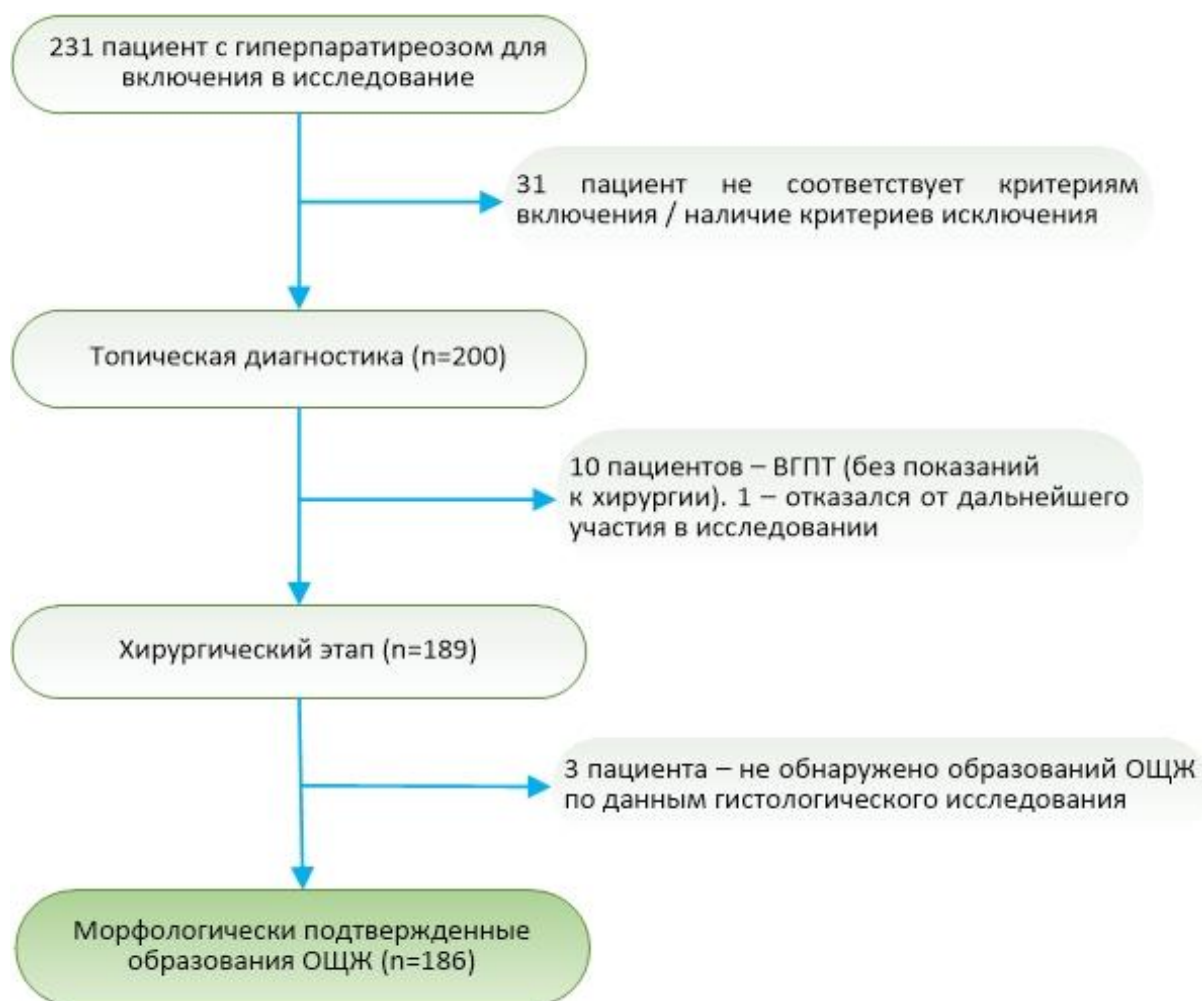 231 пациент с гиперпаратиреозом для
включения в исследование
31 пациент не соответствует критериям
включения / наличие критериев исключения
Топическая диагностика (n=200)
10 пациентов – ВГПТ (без показаний
к хирургии). 1 – отказался от дальнейшего
участия в исследовании
Хирургический этап (n=189)
3 пациента – не обнаружено образований ОЩЖ
по данным гистологического исследования
Морфологически подтвержденные
образования ОЩЖ (n=186)